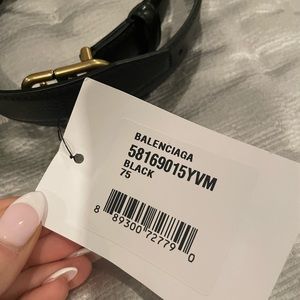 BALENCIAGA
58169015YVM
BLACK
75
8 89300 72779 0